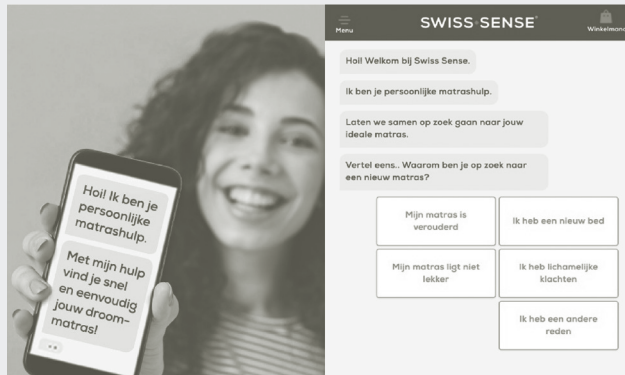 Hoi! Ik ben je
persoonlijke
matrashulp.
Met mijn hulp
vind je snel
en eenvoudig
jouw droom-
matras!
Menu
SWISS SENSE
Winkelmand
Hoi! Welkom bij Swiss Sense.
Ik ben je persoonlijke matrashulp.
Laten we samen op zoek gaan naar jouw
ideale matras.
Vertel eens.. Waarom ben je op zoek naar
een nieuw matras?
Mijn matras is
verouderd
Ik heb een nieuw bed
Mijn matras ligt niet
lekker
Ik heb lichamelijke
klachten
Ik heb een andere
reden